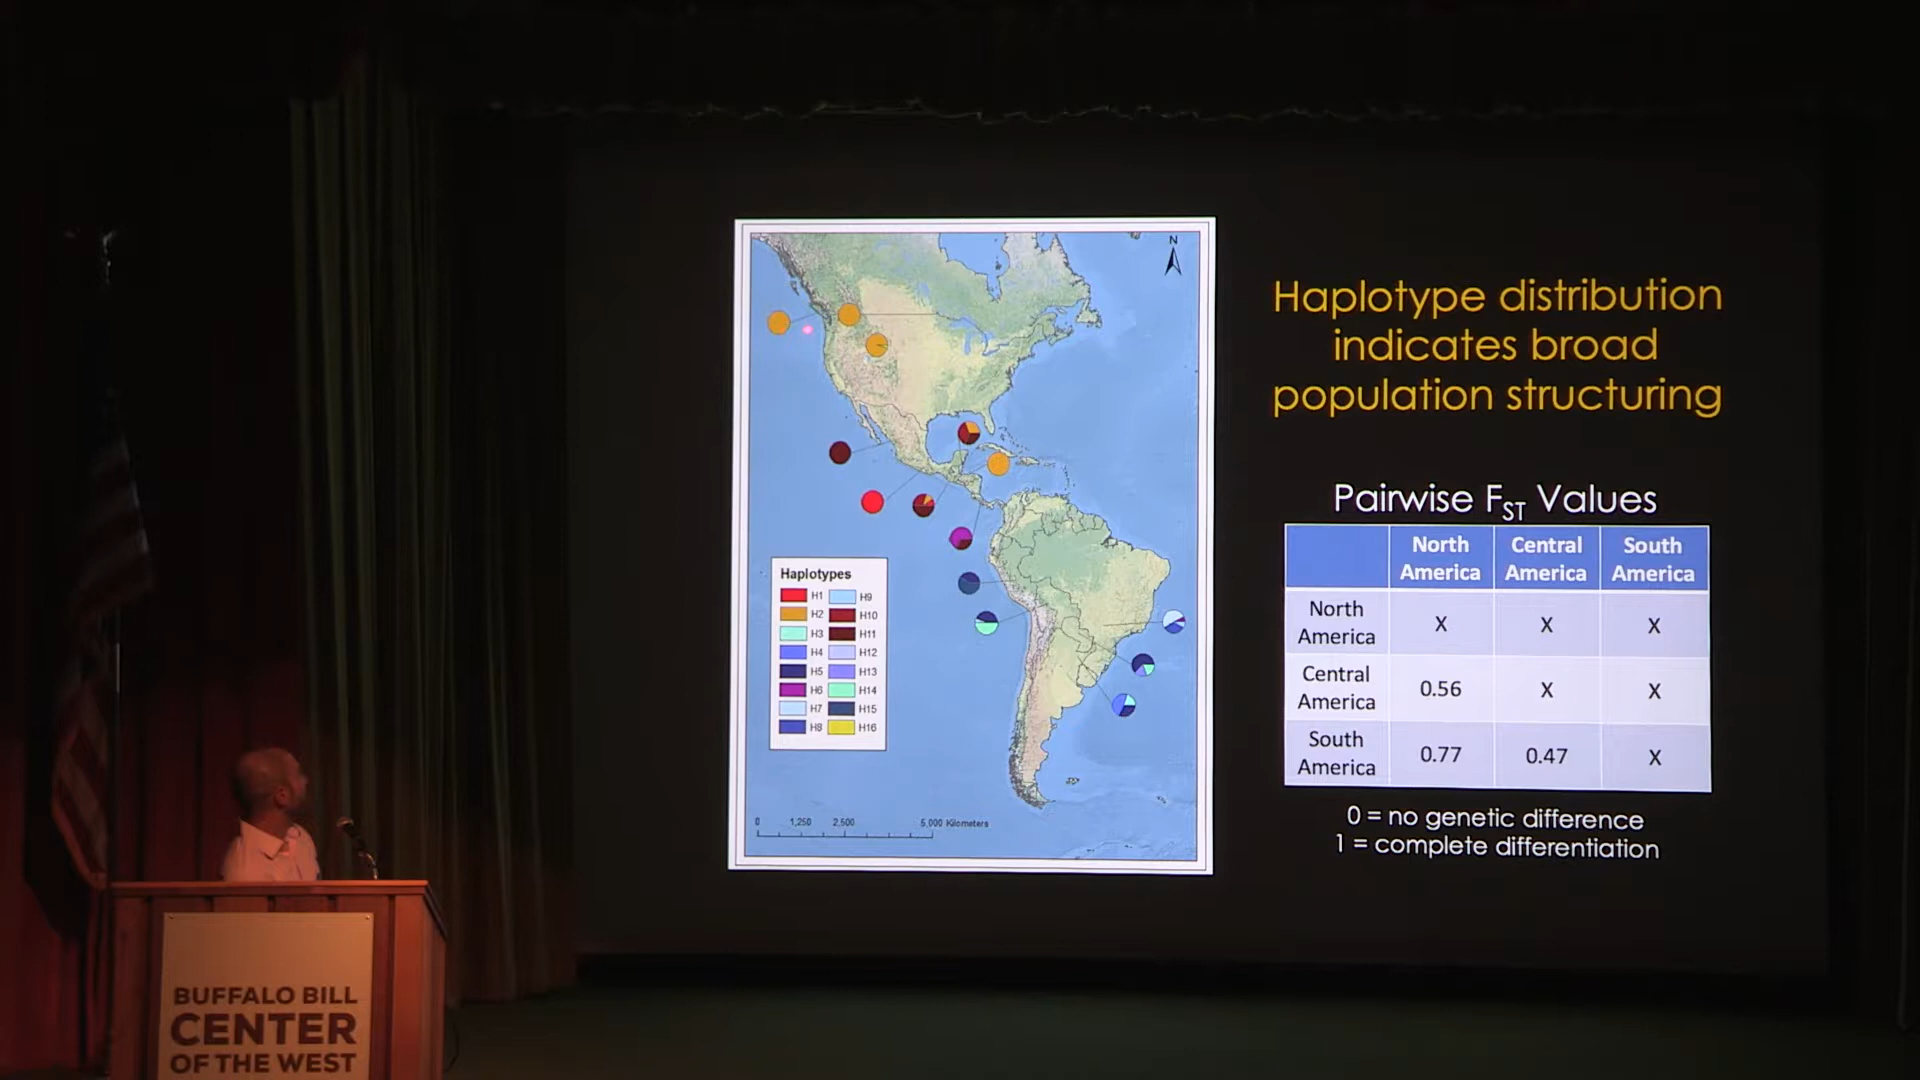 Haplotype distribution
indicates broad
population structuring
N
Haplotypes
H1 H9
H2 H10
H3 H11
H4 H12
H5 H13
H6 H14
H7 H15
H8 H16
0 1,250 2,500 5,000 Kilometers
Pairwise FST Values
North America Central America South America
North America X X X
Central America 0.56 X X
South America 0.77 0.47 X
0 = no genetic difference
1 = complete differentiation
BUFFALO BILL
CENTER
OF THE WEST